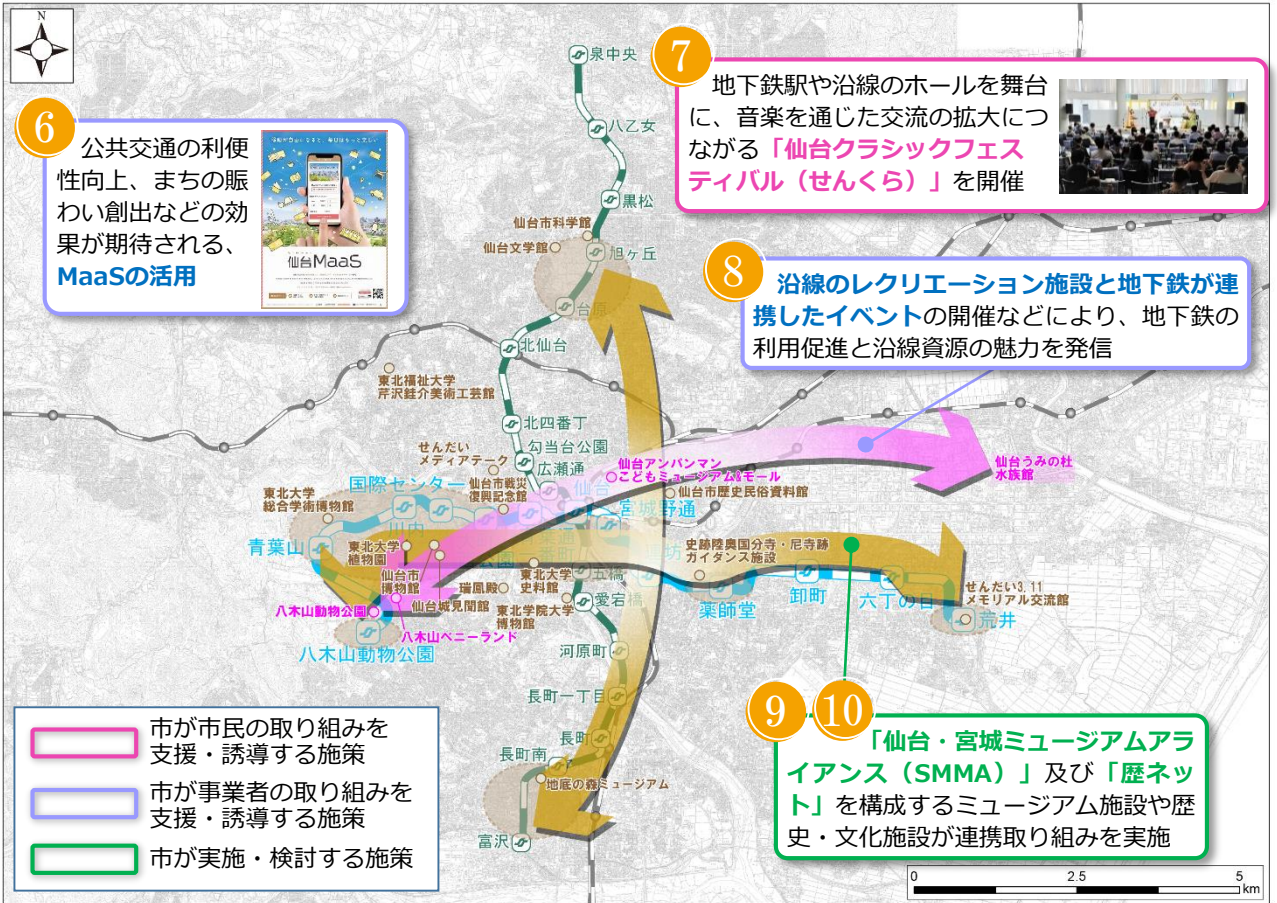 6
公共交通の利便
性向上、まちの賑
わい創出などの効
果が期待される、
MaaSの活用
仙台MaaS
7
地下鉄駅や沿線のホールを舞台
に、音楽を通じた交流の拡大につ
ながる「仙台クラシックフェス
ティバル（せんくら）」を開催
8
沿線のレクリエーション施設と地下鉄が連
携したイベントの開催などにより、地下鉄の
利用促進と沿線資源の魅力を発信
泉中央
八乙女
黒松
仙台市科学館
仙台文学館
旭ヶ丘
台原
北仙台
東北福祉大学
芹沢銈介美術工芸館
北四番丁
勾当台公園
広瀬通
せんだい
メディアテーク
仙台アンパンマン
こどもミュージアム&モール
仙台うみの杜
水族館
国際センター
仙台市戦災
復興記念館
仙台
宮城野通
仙台市歴史民俗資料館
東北大学
総合学術博物館
川内
青葉山
東北大学
植物園
仙台市
博物館
仙台城見聞館
瑞鳳殿
東北大学
史料館
五橋
東北学院大学
博物館
愛宕橋
史跡陸奥国分寺・尼寺跡
ガイダンス施設
薬師堂
卸町
六丁の目
せんだい3.11
メモリアル交流館
荒井
八木山動物公園
八木山ベニーランド
八木山動物公園
河原町
長町一丁目
長町
長町南
地底の森ミュージアム
富沢
9
10
「仙台・宮城ミュージアムアラ
イアンス（SMMA）」及び「歴ネッ
ト」を構成するミュージアム施設や歴
史・文化施設が連携取り組みを実施
市が市民の取り組みを
支援・誘導する施策
市が事業者の取り組みを
支援・誘導する施策
市が実施・検討する施策
0
2.5
5
km